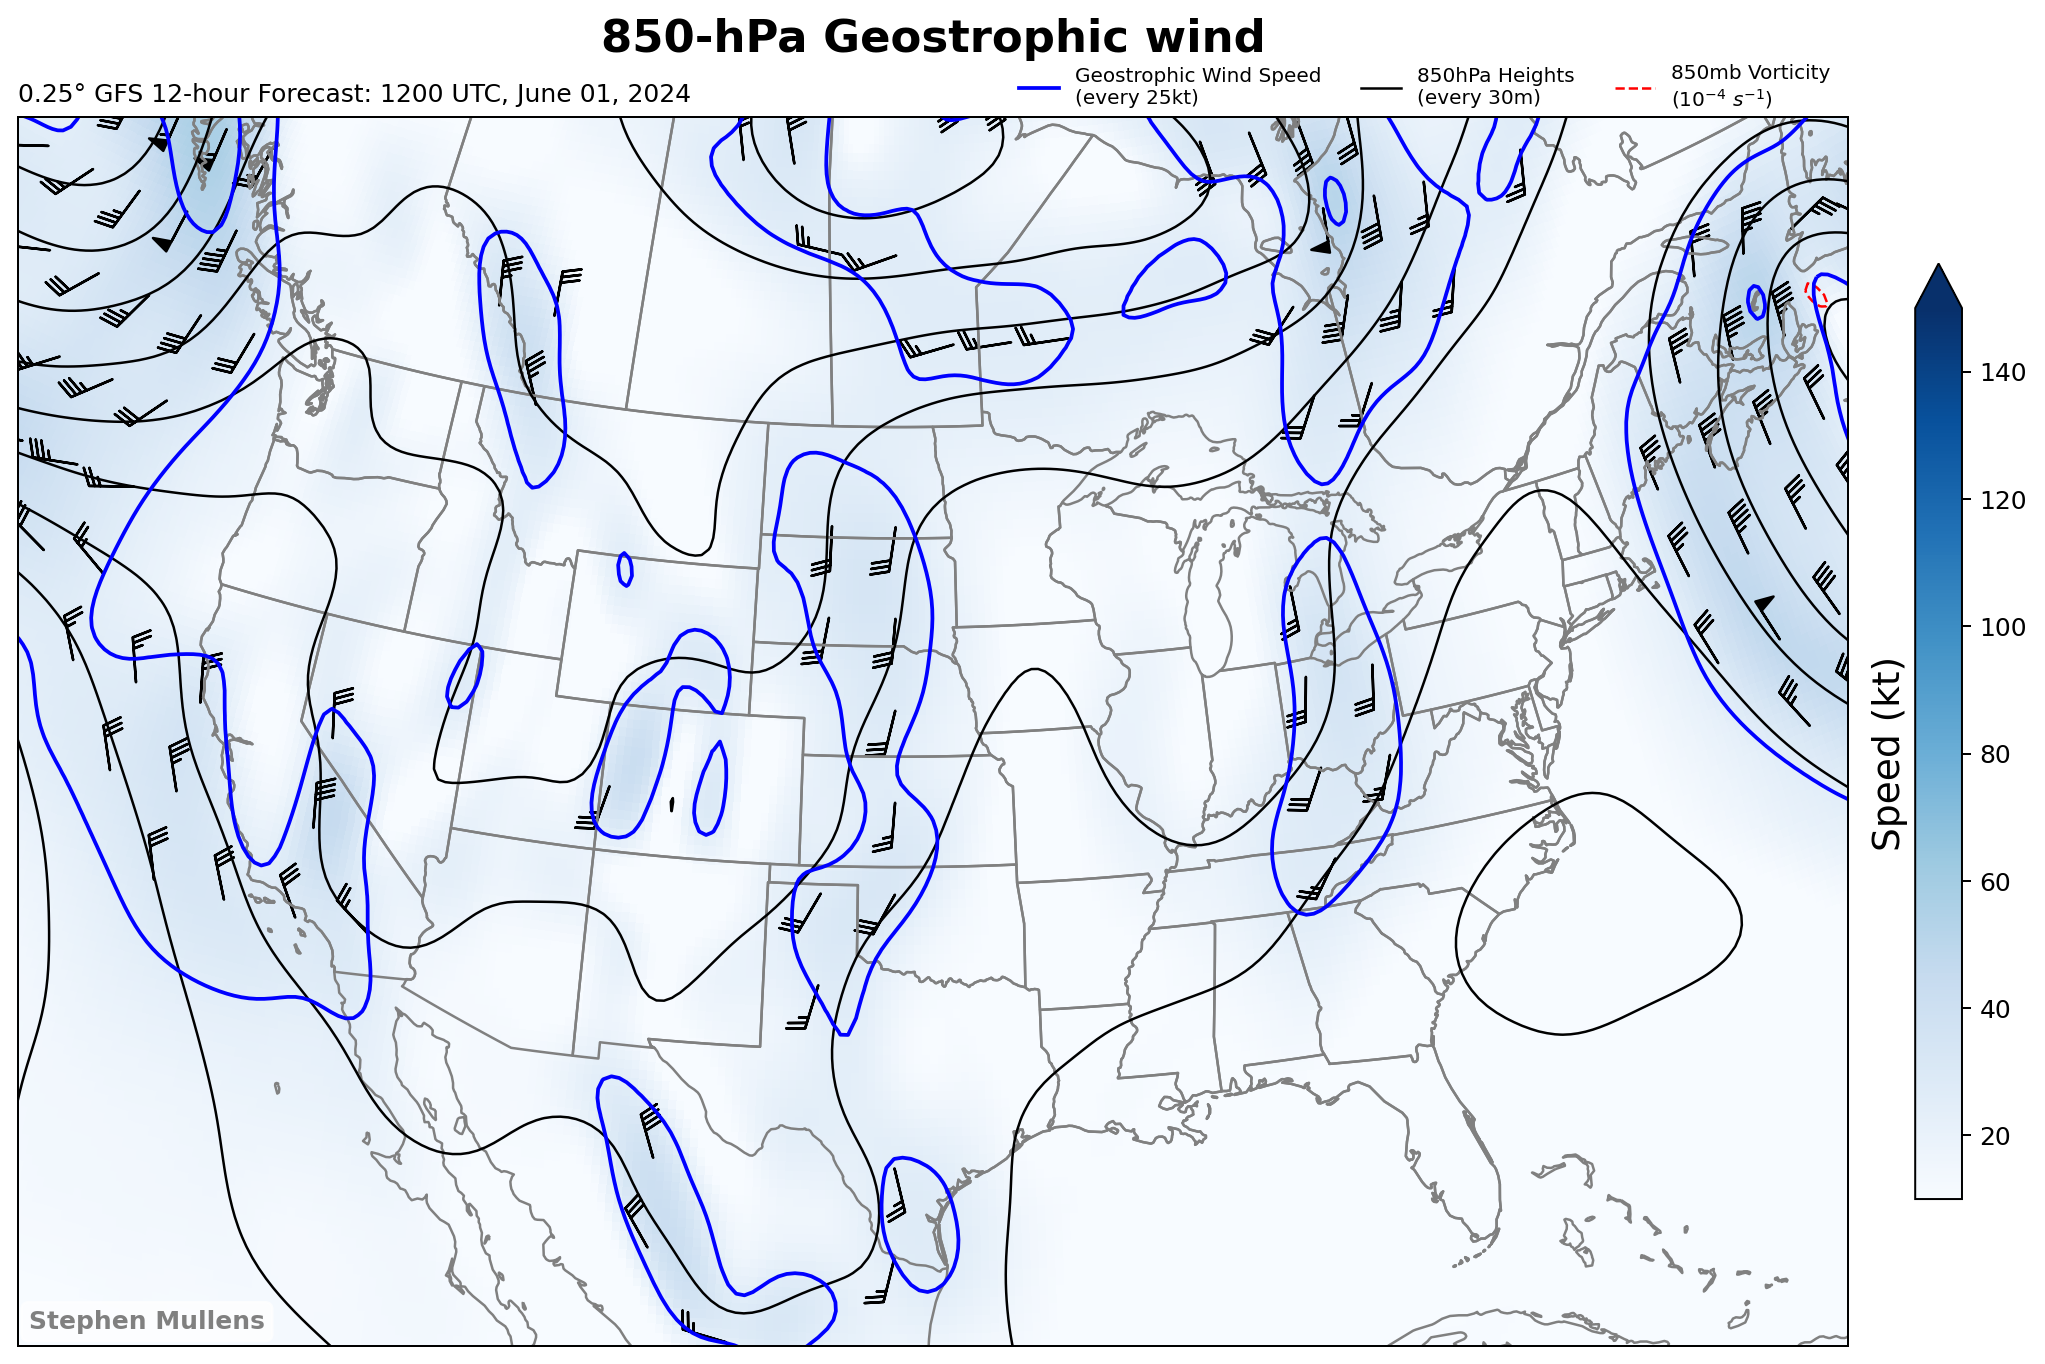 850-hPa Geostrophic wind
0.25° GFS 12-hour Forecast: 1200 UTC, June 01, 2024
Geostrophic Wind Speed
(every 25kt)
850hPa Heights
(every 30m)
850mb Vorticity
(10⁻⁴ s⁻¹)
140
120
100
80
60
40
20
Speed (kt)
Stephen Mullens